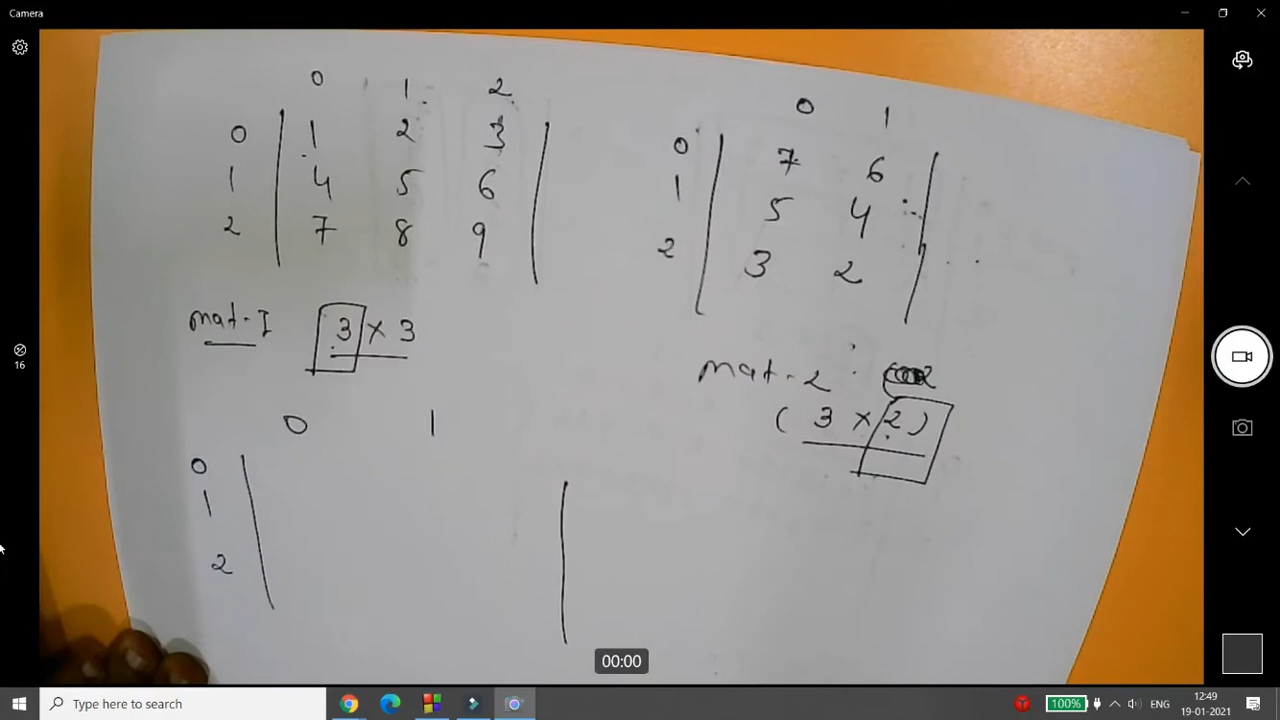 Camera
0 1 2
0 1 2 3
1 4 5 6
2 7 8 9
mat-I 3 x 3
0 1
0 7 6
1 5 4
2 3 2
mat-2
(3 x 2)
0 1
0
1
2
16
00:00
Type here to search
100%
ENG
12:49
19-01-2021